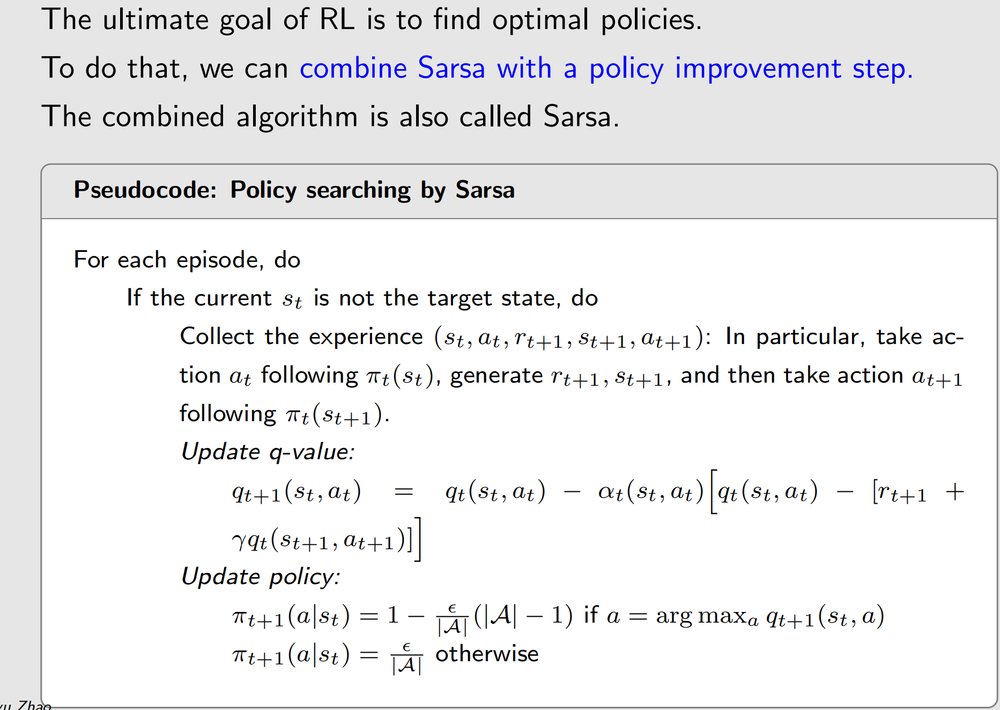 The ultimate goal of RL is to find optimal policies.
To do that, we can combine Sarsa with a policy improvement step.
The combined algorithm is also called Sarsa.
Pseudocode: Policy searching by Sarsa
For each episode, do
If the current $s_t$ is not the target state, do
Collect the experience $(s_t, a_t, r_{t+1}, s_{t+1}, a_{t+1})$: In particular, take ac-
tion $a_t$ following $\pi_t(s_t)$, generate $r_{t+1}, s_{t+1}$, and then take action $a_{t+1}$
following $\pi_t(s_{t+1})$.
Update q-value:
$q_{t+1}(s_t, a_t) = q_t(s_t, a_t) - \alpha_t(s_t, a_t)\Big[q_t(s_t, a_t) - [r_{t+1} +$
$\gamma q_t(s_{t+1}, a_{t+1})]\Big]$
Update policy:
$\pi_{t+1}(a|s_t) = 1 - \frac{\epsilon}{|\mathcal{A}|}(|\mathcal{A}| - 1)$ if $a = \arg\max_a q_{t+1}(s_t, a)$
$\pi_{t+1}(a|s_t) = \frac{\epsilon}{|\mathcal{A}|}$ otherwise
Zhao